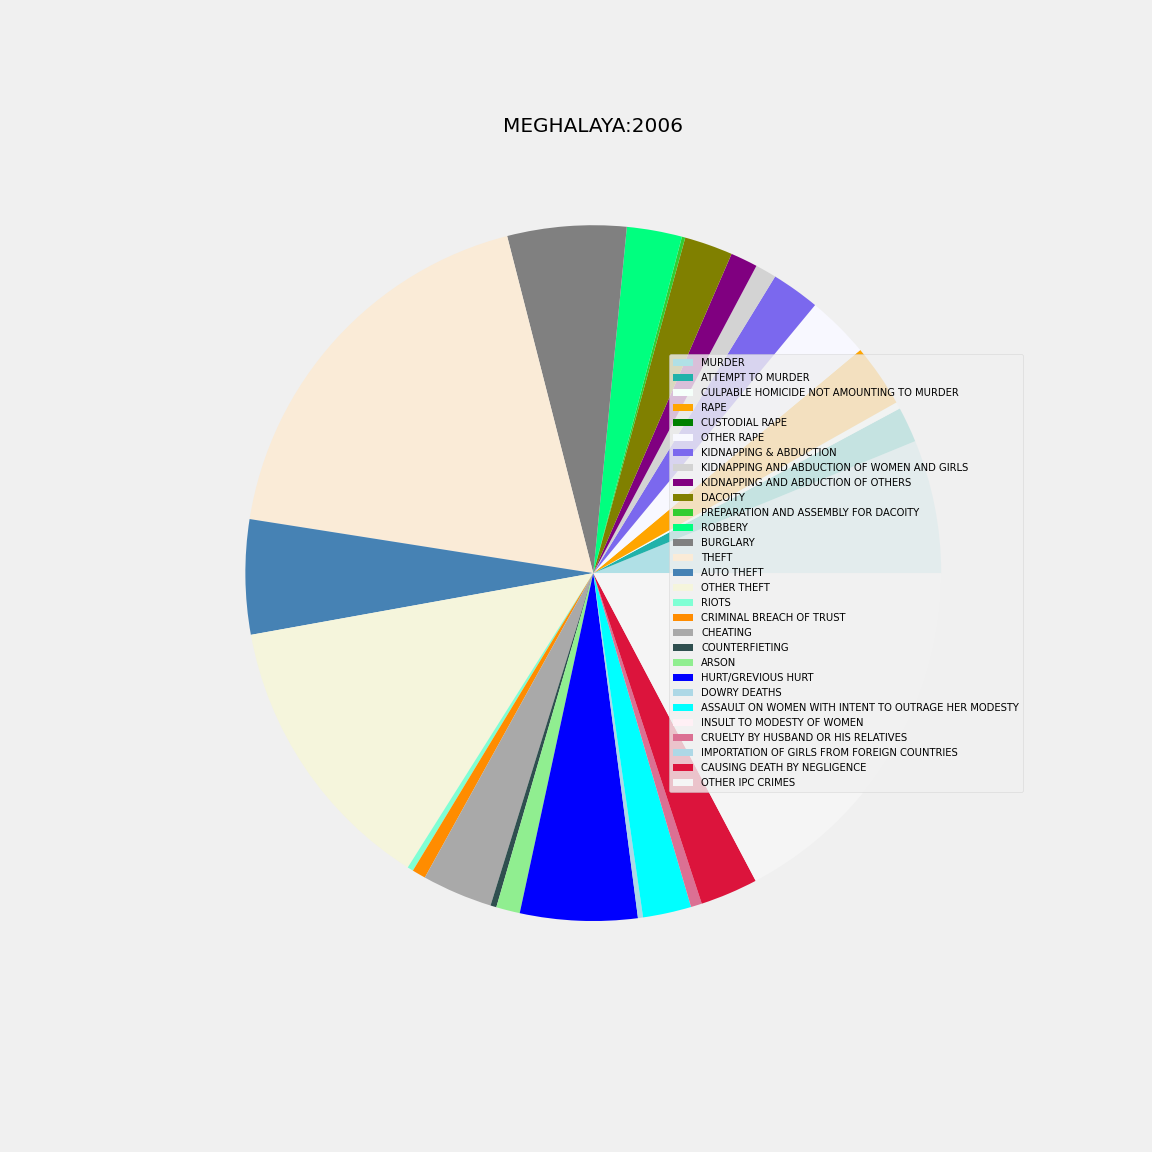 MEGHALAYA:2006
MURDER
ATTEMPT TO MURDER
CULPABLE HOMICIDE NOT AMOUNTING TO MURDER
RAPE
CUSTODIAL RAPE
OTHER RAPE
KIDNAPPING & ABDUCTION
KIDNAPPING AND ABDUCTION OF WOMEN AND GIRLS
KIDNAPPING AND ABDUCTION OF OTHERS
DACOITY
PREPARATION AND ASSEMBLY FOR DACOITY
ROBBERY
BURGLARY
THEFT
AUTO THEFT
OTHER THEFT
RIOTS
CRIMINAL BREACH OF TRUST
CHEATING
COUNTERFIETING
ARSON
HURT/GREVIOUS HURT
DOWRY DEATHS
ASSAULT ON WOMEN WITH INTENT TO OUTRAGE HER MODESTY
INSULT TO MODESTY OF WOMEN
CRUELTY BY HUSBAND OR HIS RELATIVES
IMPORTATION OF GIRLS FROM FOREIGN COUNTRIES
CAUSING DEATH BY NEGLIGENCE
OTHER IPC CRIMES